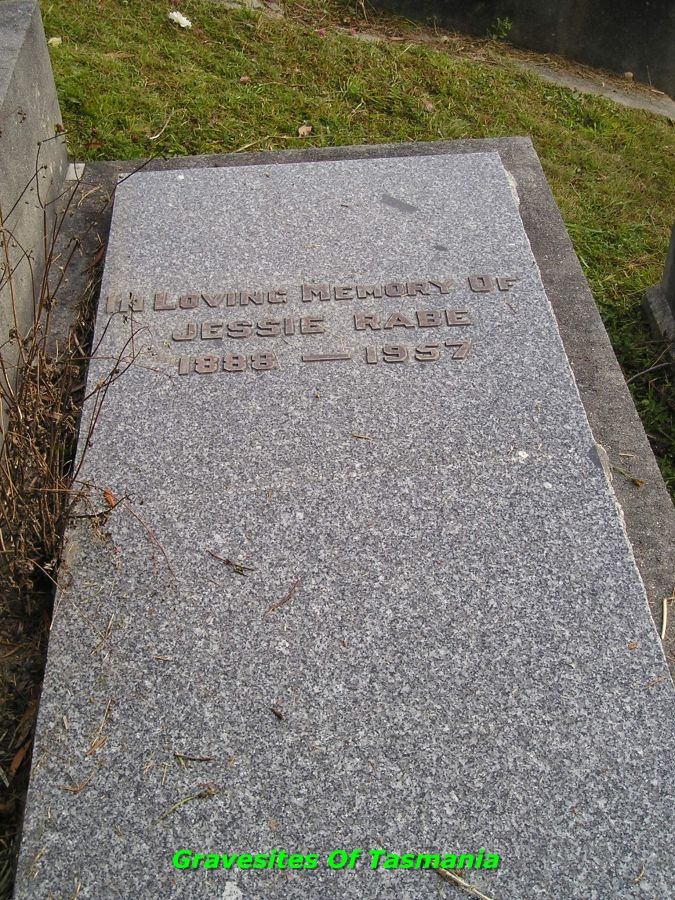 In Loving Memory Of
JESSIE RABE
1888 — 1957
Gravesites Of Tasmania